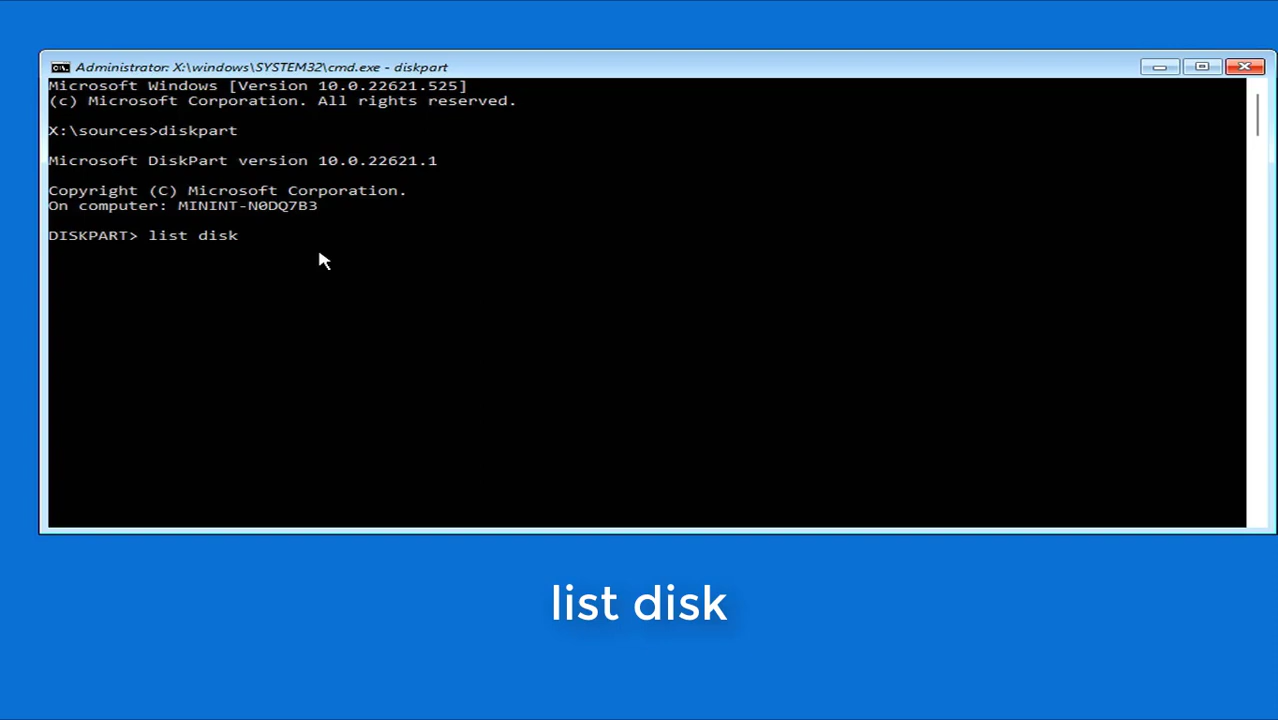 Administrator: X:\windows\SYSTEM32\cmd.exe - diskpart
Microsoft Windows [Version 10.0.22621.525]
(c) Microsoft Corporation. All rights reserved.
X:\sources>diskpart
Microsoft DiskPart version 10.0.22621.1
Copyright (C) Microsoft Corporation.
On computer: MININT-N0DQ7B3
DISKPART> list disk
list disk